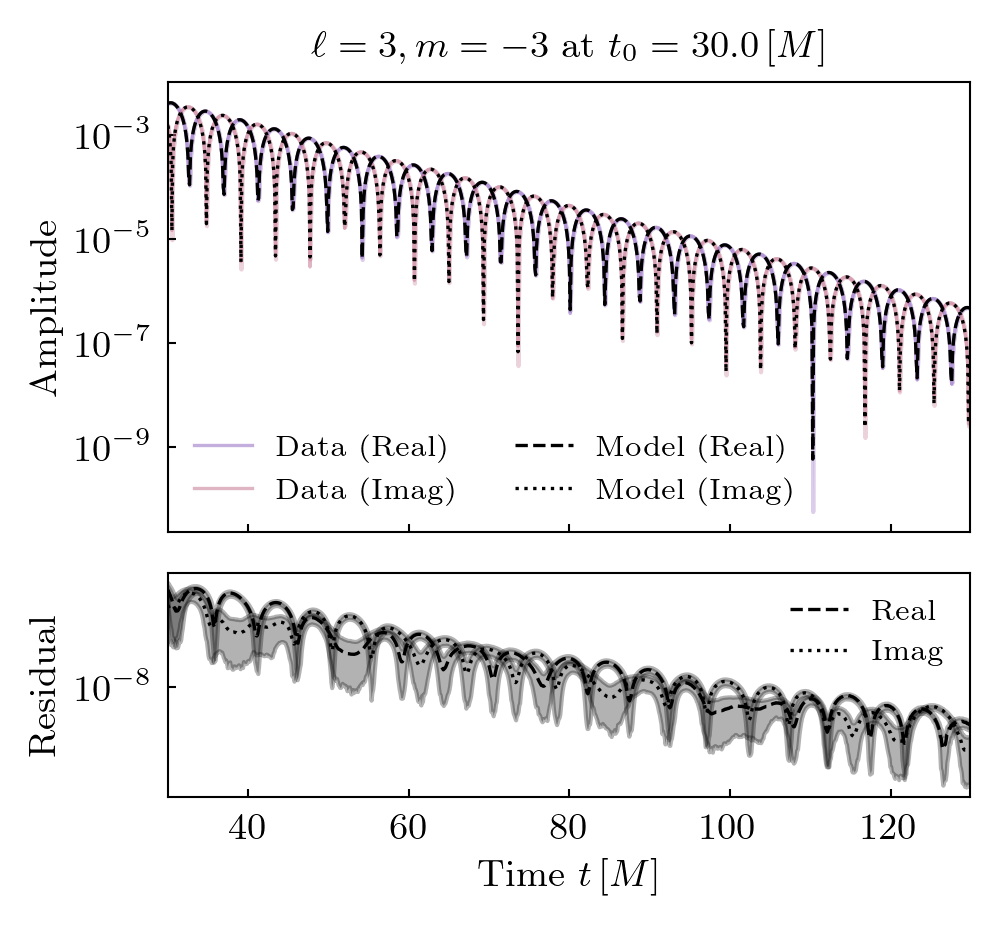 ℓ = 3, m = −3 at t₀ = 30.0 [M]
Amplitude
10⁻³
10⁻⁵
10⁻⁷
10⁻⁹
Data (Real)
Data (Imag)
Model (Real)
Model (Imag)
Residual
10⁻⁸
Real
Imag
40 60 80 100 120
Time t [M]